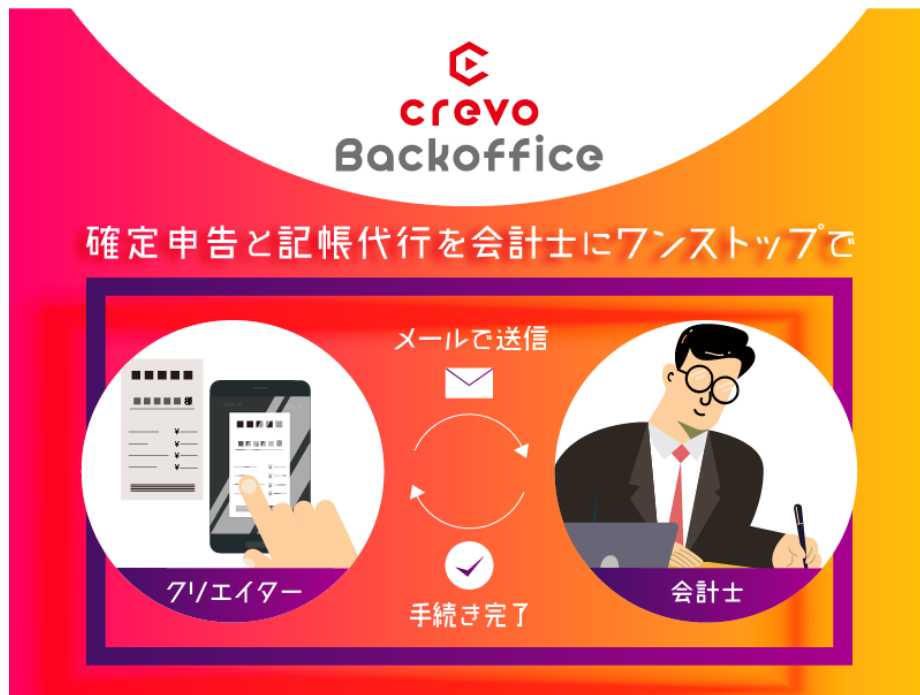 crevo
Backoffice
確定申告と記帳代行を会計士にワンストップで
メールで送信
様
¥
¥
¥
¥
¥
¥
¥
¥
クリエイター
会計士
手続き完了